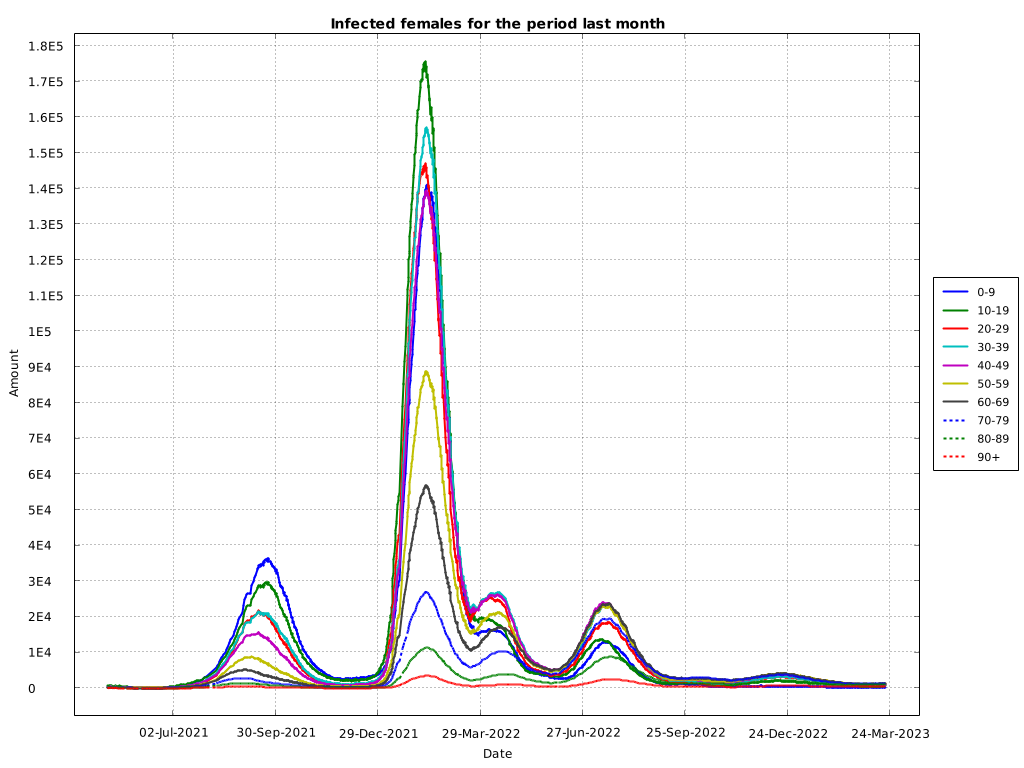 Infected females for the period last month
1.8E5
1.7E5
1.6E5
1.5E5
1.4E5
1.3E5
1.2E5
1.1E5
1E5
9E4
8E4
7E4
6E4
5E4
4E4
3E4
2E4
1E4
0
Amount
02-Jul-2021 30-Sep-2021 29-Dec-2021 29-Mar-2022 27-Jun-2022 25-Sep-2022 24-Dec-2022 24-Mar-2023
Date
0-9
10-19
20-29
30-39
40-49
50-59
60-69
70-79
80-89
90+